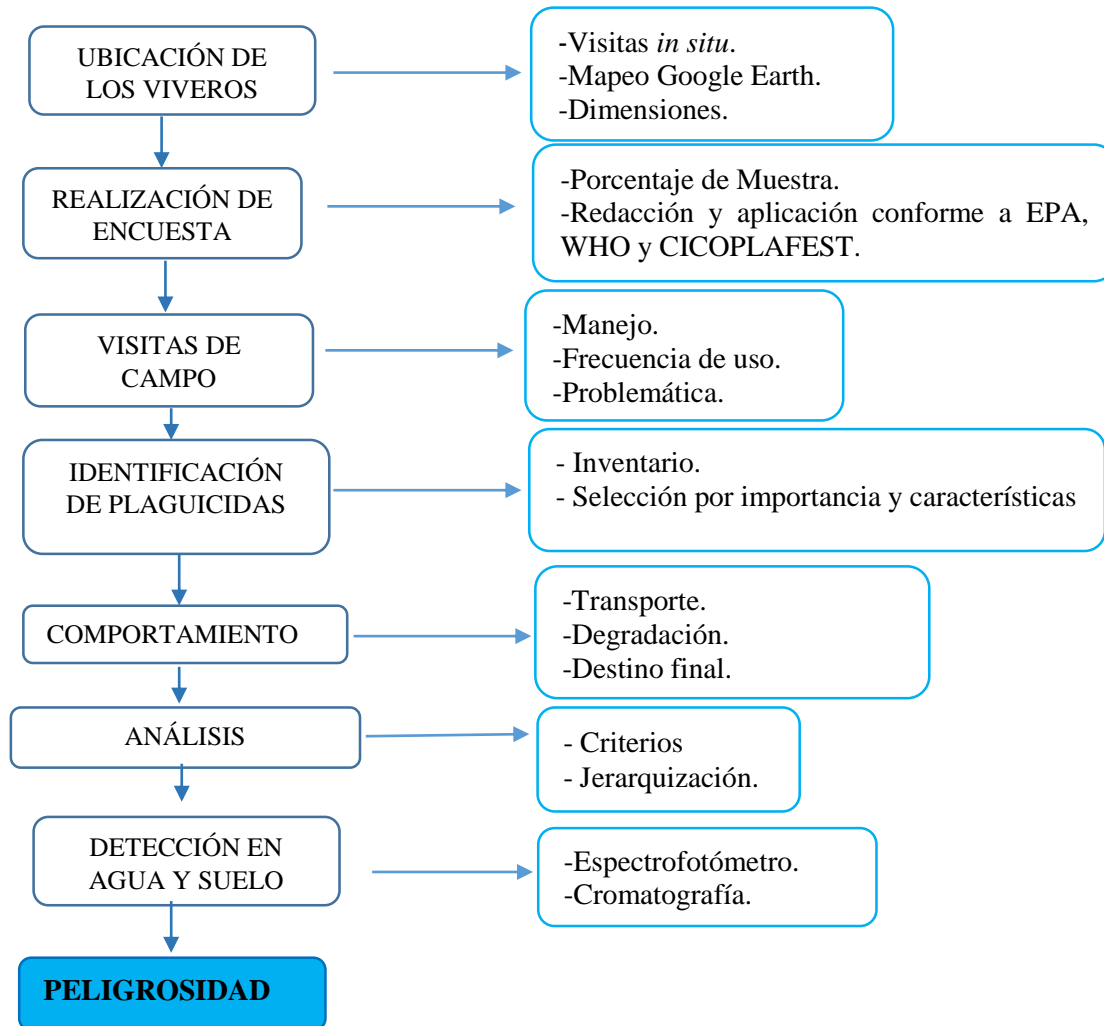 UBICACIÓN DE
LOS VIVEROS
-Visitas in situ.
-Mapeo Google Earth.
-Dimensiones.
REALIZACIÓN DE
ENCUESTA
-Porcentaje de Muestra.
-Redacción y aplicación conforme a EPA,
WHO y CICOPLAFEST.
VISITAS DE
CAMPO
-Manejo.
-Frecuencia de uso.
-Problemática.
IDENTIFICACIÓN
DE PLAGUICIDAS
- Inventario.
- Selección por importancia y características
COMPORTAMIENTO
-Transporte.
-Degradación.
-Destino final.
ANÁLISIS
- Criterios
- Jerarquización.
DETECCIÓN EN
AGUA Y SUELO
-Espectrofotómetro.
-Cromatografía.
PELIGROSIDAD